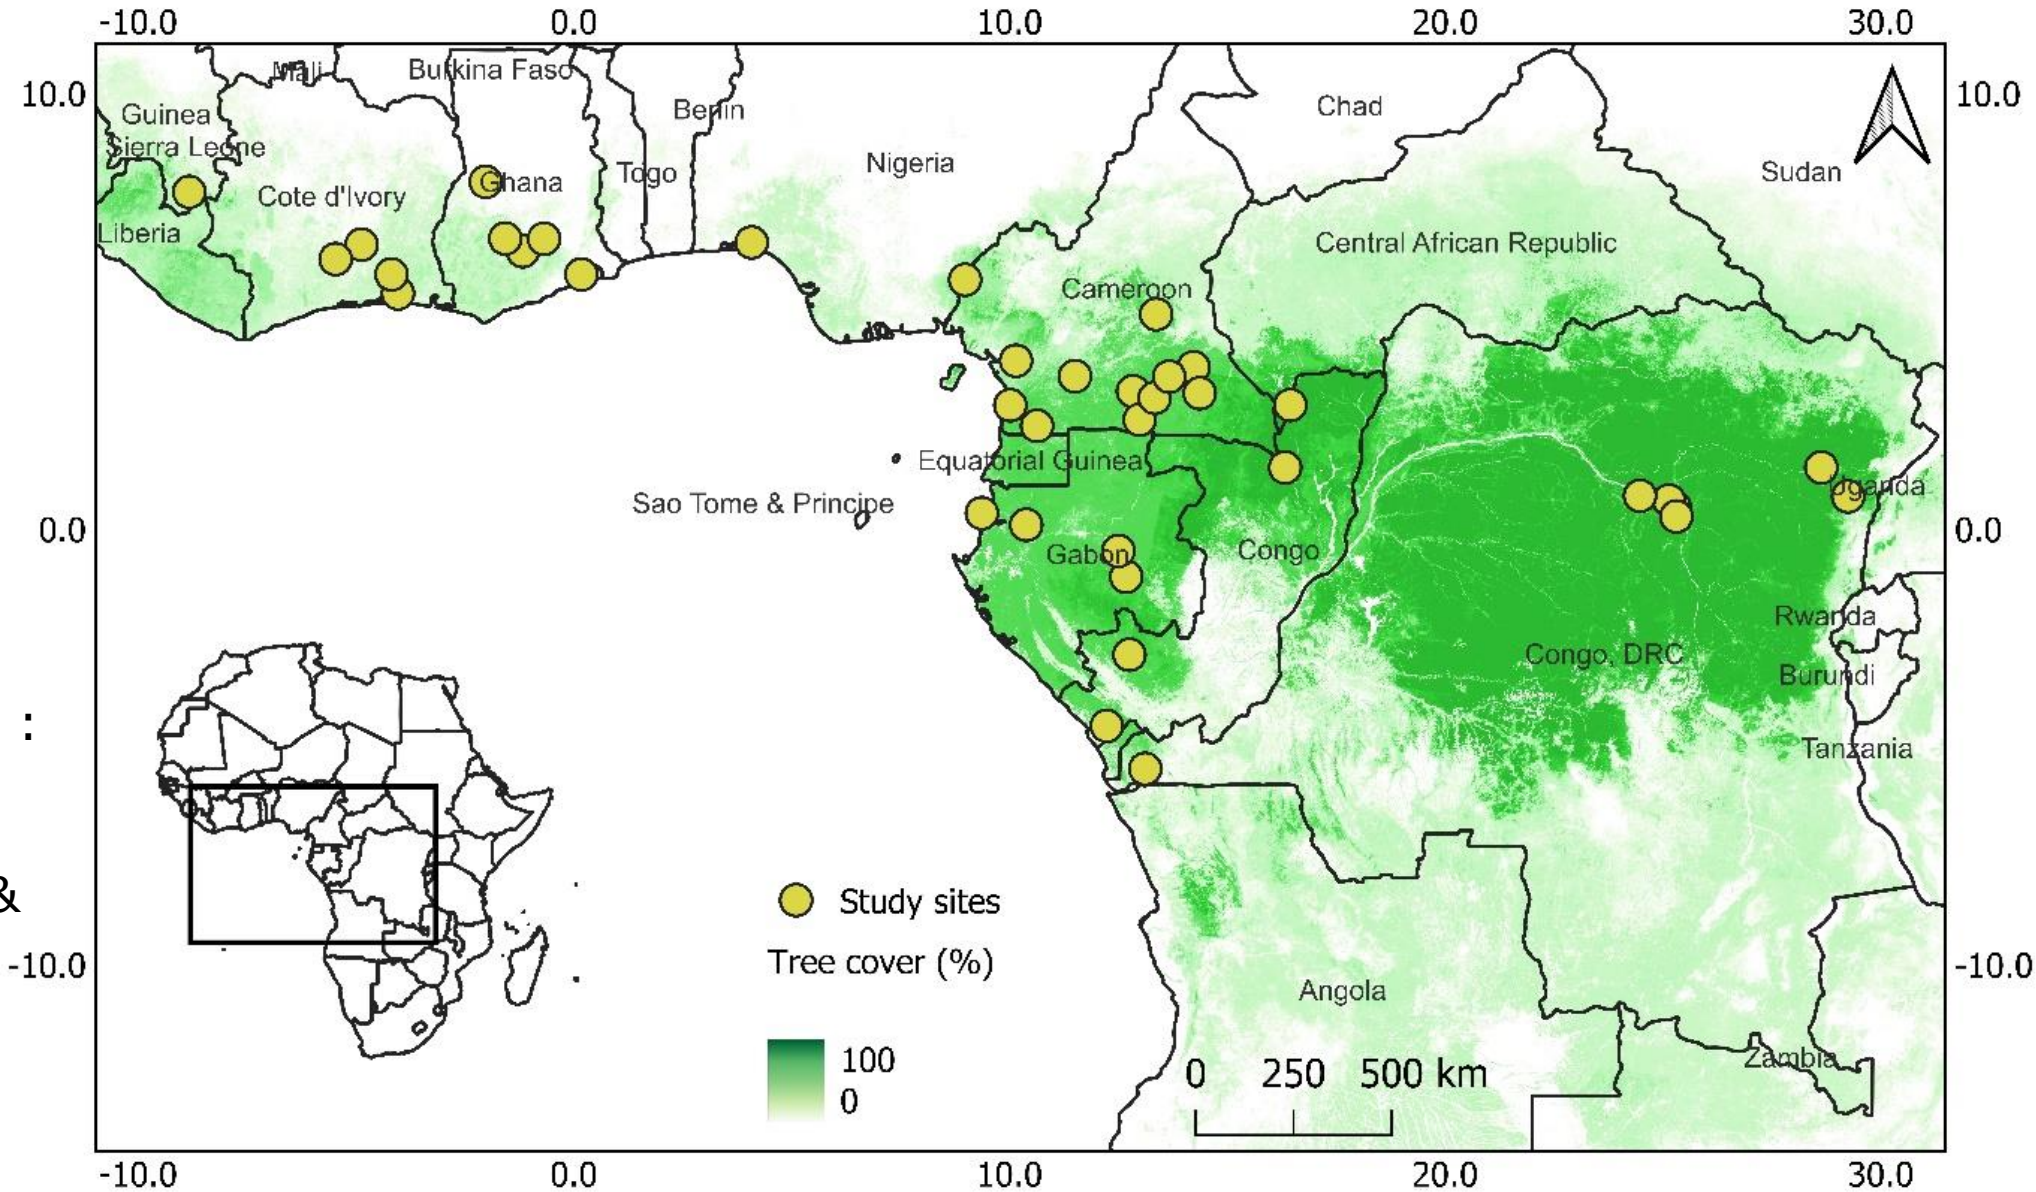 -10.0 0.0 10.0 20.0 30.0
Mali
Burkina Faso
10.0
10.0
Guinea
Benin
Chad
Sierra Leone
Nigeria
Togo
Sudan
Cote d'Ivory
Ghana
Liberia
Central African Republic
Cameroon
Equatorial Guinea
Uganda
Sao Tome & Principe
0.0
0.0
Gabon
Congo
Rwanda
Congo, DRC
Burundi
:
Tanzania
&
Study sites
Tree cover (%)
-10.0
-10.0
Angola
100
0
0 250 500 km
Zambia
-10.0 0.0 10.0 20.0 30.0